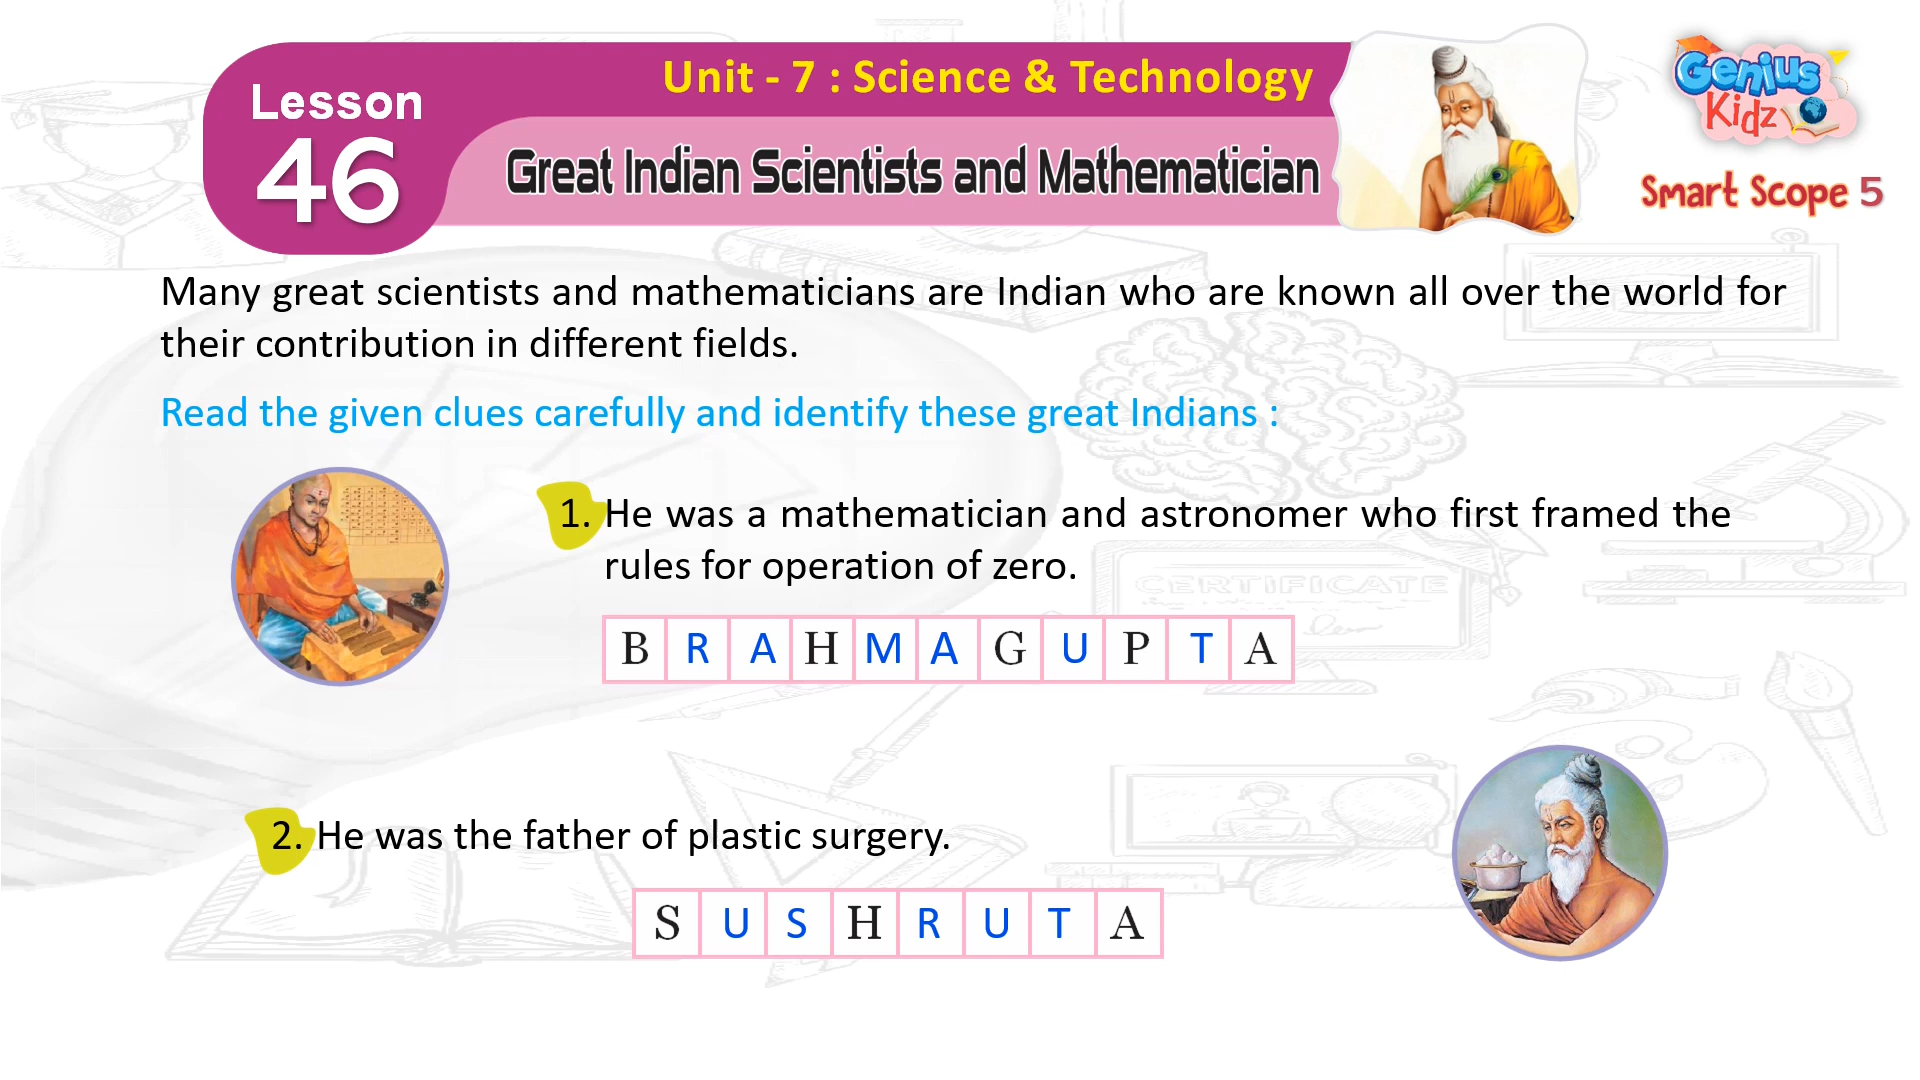 Lesson
46
Unit - 7 : Science & Technology
Great Indian Scientists and Mathematician
Genius
Kidz
Smart Scope 5
Many great scientists and mathematicians are Indian who are known all over the world for
their contribution in different fields.
Read the given clues carefully and identify these great Indians :
1. He was a mathematician and astronomer who first framed the
rules for operation of zero.
CERTIFICATE
B R A H M A G U P T A
2. He was the father of plastic surgery.
S U S H R U T A